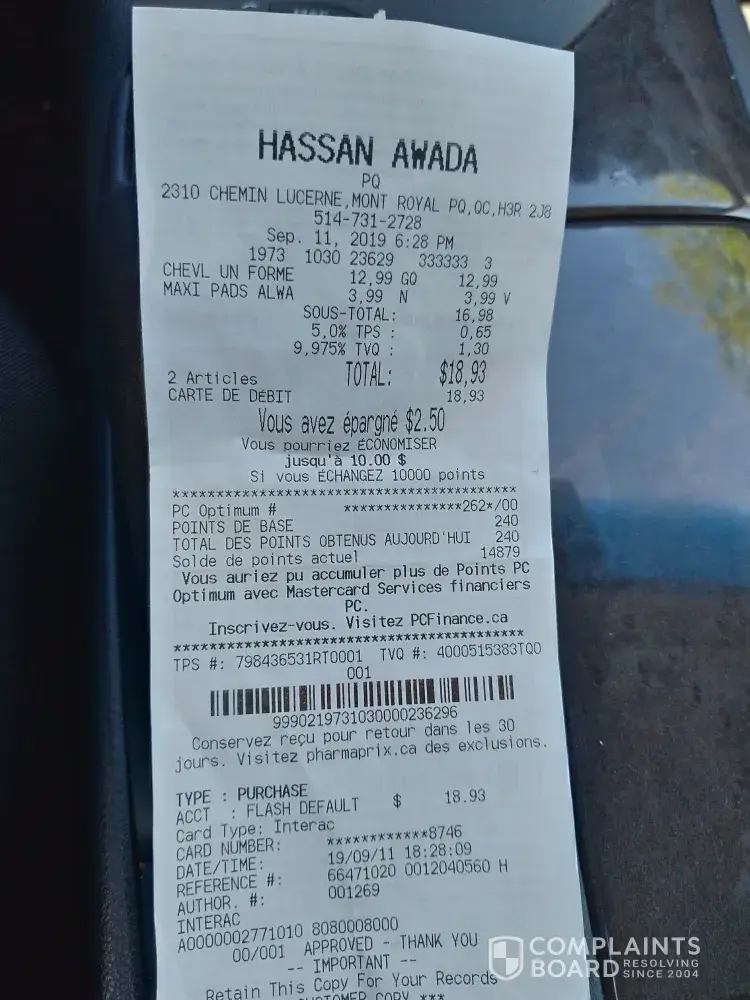 HASSAN AWADA
PQ
2310 CHEMIN LUCERNE,MONT ROYAL PQ,QC,H3R 2J8
514-731-2728
Sep. 11, 2019 6:28 PM
1973 1030 23629 333333 3
CHEVL UN FORME 12,99 GQ 12,99
MAXI PADS ALWA 3,99 N 3,99 V
SOUS-TOTAL: 16,98
5,0% TPS : 0,65
9,975% TVQ : 1,30
2 Articles TOTAL: $18,93
CARTE DE DÉBIT 18,93
Vous avez épargné $2.50
Vous pourriez ÉCONOMISER
jusqu'à 10.00 $
Si vous ÉCHANGEZ 10000 points
****************************************
PC Optimum # ***************262*/00
POINTS DE BASE 240
TOTAL DES POINTS OBTENUS AUJOURD'HUI 240
Solde de points actuel 14879
Vous auriez pu accumuler plus de Points PC
Optimum avec Mastercard Services financiers
PC.
Inscrivez-vous. Visitez PCFinance.ca
****************************************
TPS #: 798436531RT0001 TVQ #: 4000515383TQ0
001
9990219731030000236296
Conservez reçu pour retour dans les 30
jours. Visitez pharmaprix.ca des exclusions.
TYPE : PURCHASE
ACCT : FLASH DEFAULT $ 18.93
Card Type: Interac
CARD NUMBER: ************8746
DATE/TIME: 19/09/11 18:28:09
REFERENCE #: 66471020 0012040560 H
AUTHOR. #: 001269
INTERAC
A0000002771010 8080008000
00/001 APPROVED - THANK YOU
-- IMPORTANT --
Retain This Copy For Your Records
CUSTOMER COPY ***
COMPLAINTS
BOARD RESOLVING
SINCE 2004